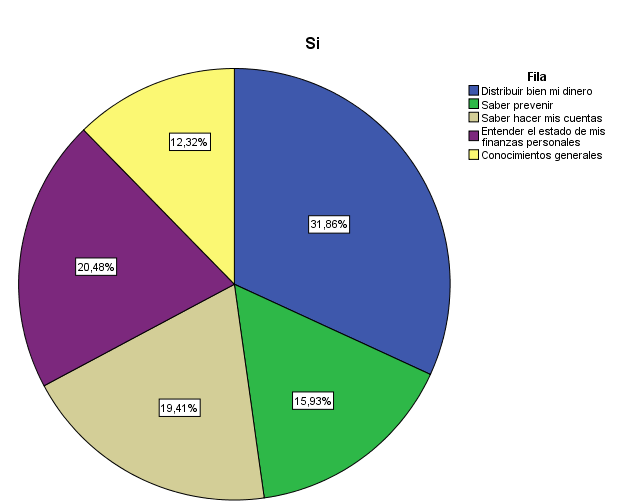 Si
Fila
Distribuir bien mi dinero
Saber prevenir
Saber hacer mis cuentas
Entender el estado de mis
finanzas personales
Conocimientos generales
12,32%
31,86%
20,48%
15,93%
19,41%